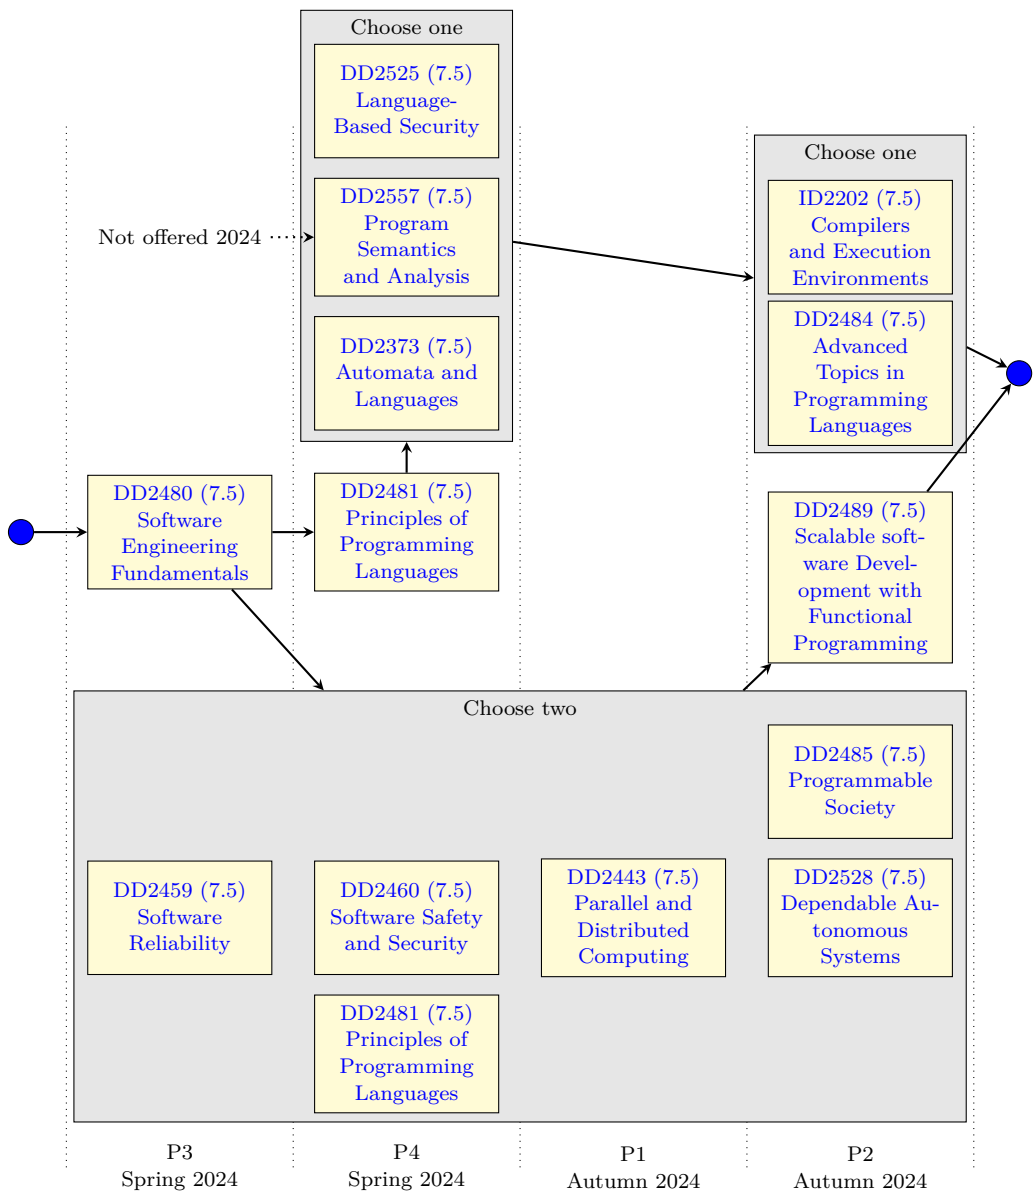 Choose one
DD2525 (7.5)
Language-
Based Security
DD2557 (7.5)
Program
Semantics
and Analysis
Not offered 2024
DD2373 (7.5)
Automata and
Languages
Choose one
ID2202 (7.5)
Compilers
and Execution
Environments
DD2484 (7.5)
Advanced
Topics in
Programming
Languages
DD2480 (7.5)
Software
Engineering
Fundamentals
DD2481 (7.5)
Principles of
Programming
Languages
DD2489 (7.5)
Scalable soft-
ware Devel-
opment with
Functional
Programming
Choose two
DD2485 (7.5)
Programmable
Society
DD2459 (7.5)
Software
Reliability
DD2460 (7.5)
Software Safety
and Security
DD2443 (7.5)
Parallel and
Distributed
Computing
DD2528 (7.5)
Dependable Au-
tonomous
Systems
DD2481 (7.5)
Principles of
Programming
Languages
P3
Spring 2024
P4
Spring 2024
P1
Autumn 2024
P2
Autumn 2024